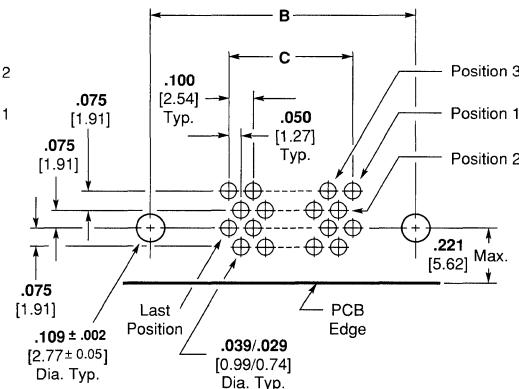 B
C
2
1
.100
[2.54]
Typ.
.075
[1.91]
.050
[1.27]
Typ.
.075
[1.91]
Position 3
Position 1
Position 2
.221
[5.62]
Max.
.075
[1.91]
Last
Position
PCB
Edge
.109 ± .002
[2.77 ± 0.05]
Dia. Typ.
.039/.029
[0.99/0.74]
Dia. Typ.